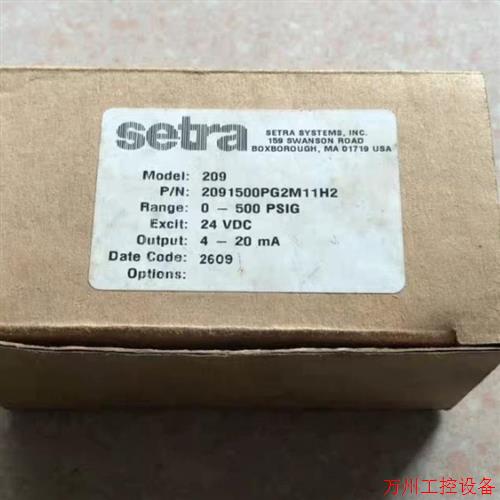 setra
SETRA SYSTEMS, INC.
159 SWANSON ROAD
BOXBOROUGH, MA 01719 USA
Model: 209
P/N: 2091500PG2M11H2
Range: 0 – 500 PSIG
Excit: 24 VDC
Output: 4 – 20 mA
Date Code: 2609
Options:
万州工控设备